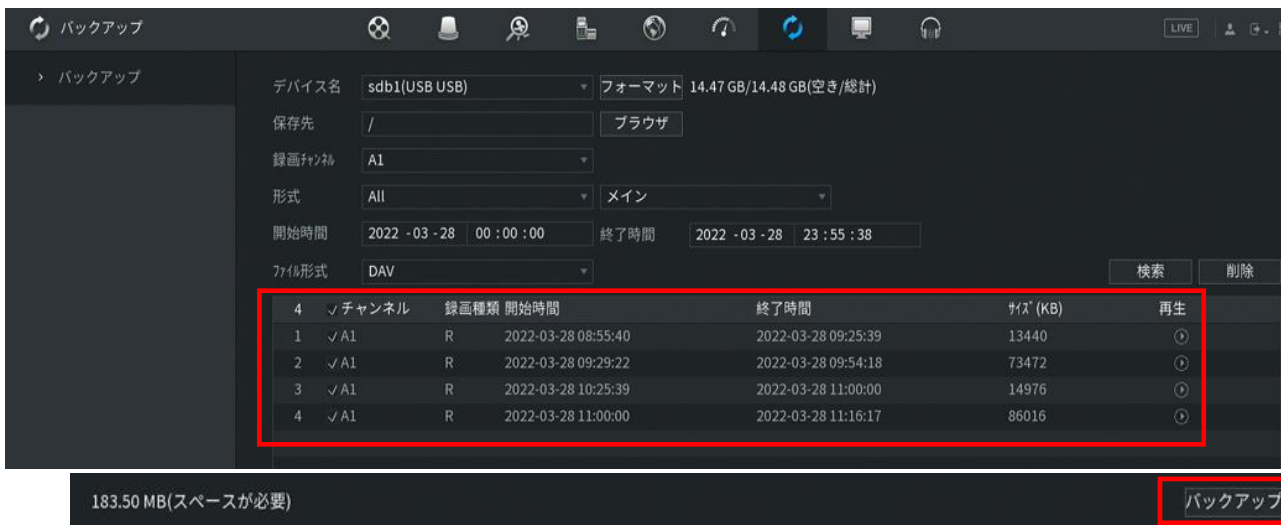 バックアップ
LIVE
バックアップ
デバイス名 sdb1(USB USB) フォーマット 14.47 GB/14.48 GB(空き/総計)
保存先 / ブラウザ
録画ﾁｬﾝﾈﾙ A1
形式 All メイン
開始時間 2022 - 03 - 28 00 : 00 : 00 終了時間 2022 - 03 - 28 23 : 55 : 38
ﾌｧｲﾙ形式 DAV 検索 削除
4 チャンネル 録画種類 開始時間 終了時間 ｻｲｽﾞ(KB) 再生
1 A1 R 2022-03-28 08:55:40 2022-03-28 09:25:39 13440
2 A1 R 2022-03-28 09:29:22 2022-03-28 09:54:18 73472
3 A1 R 2022-03-28 10:25:39 2022-03-28 11:00:00 14976
4 A1 R 2022-03-28 11:00:00 2022-03-28 11:16:17 86016
183.50 MB(スペースが必要) バックアップ